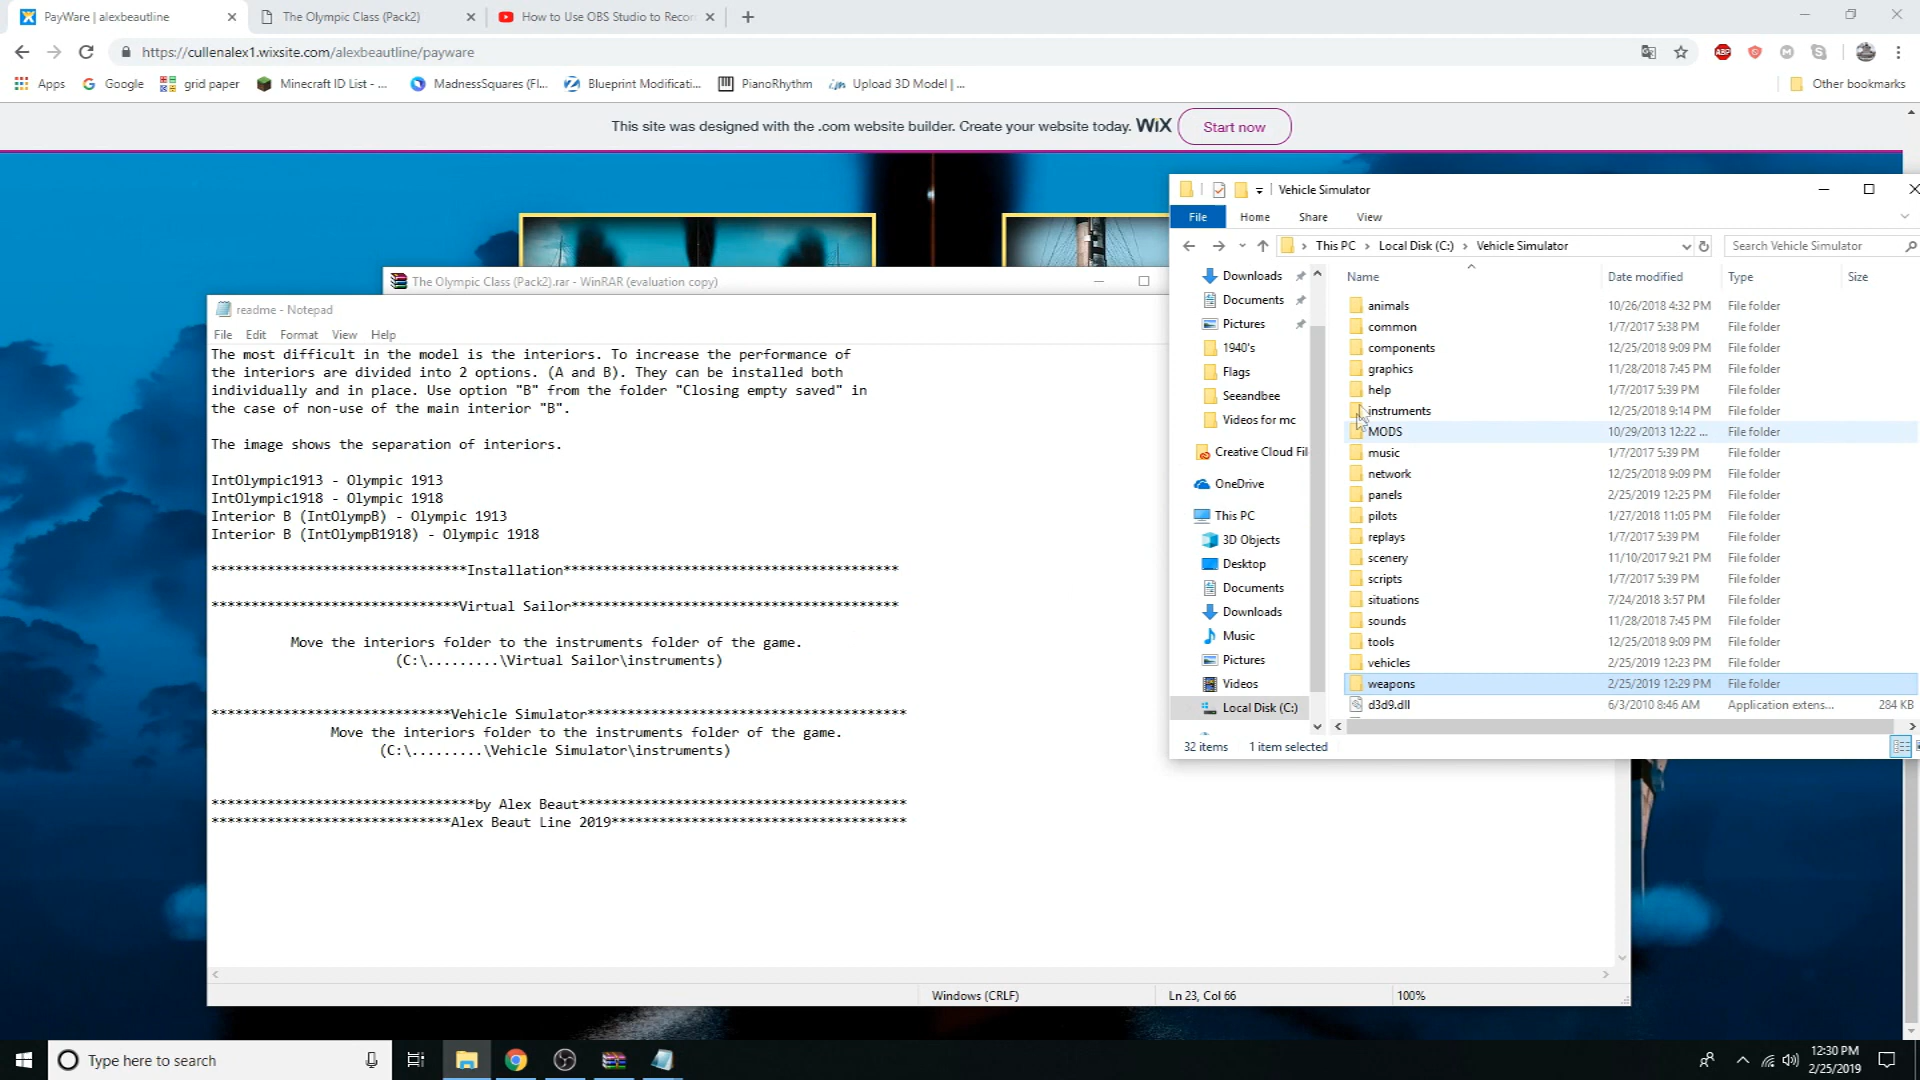 PayWare | alexbeautline
The Olympic Class (Pack2)
How to Use OBS Studio to Recor
https://cullenalex1.wixsite.com/alexbeautline/payware
ABP
Apps
Google
grid paper
Minecraft ID List - ...
MadnessSquares (Fl...
Blueprint Modificati...
PianoRhythm
Upload 3D Model | ...
Other bookmarks
This site was designed with the .com website builder. Create your website today. WiX
Start now
The Olympic Class (Pack2).rar - WinRAR (evaluation copy)
readme - Notepad
File Edit Format View Help
The most difficult in the model is the interiors. To increase the performance of
the interiors are divided into 2 options. (A and B). They can be installed both
individually and in place. Use option "B" from the folder "Closing empty saved" in
the case of non-use of the main interior "B".
The image shows the separation of interiors.
IntOlympic1913 - Olympic 1913
IntOlympic1918 - Olympic 1918
Interior B (IntOlympB) - Olympic 1913
Interior B (IntOlympB1918) - Olympic 1918
********************************Installation******************************************
*******************************Virtual Sailor*****************************************
Move the interiors folder to the instruments folder of the game.
(C:\.........\Virtual Sailor\instruments)
******************************Vehicle Simulator****************************************
Move the interiors folder to the instruments folder of the game.
(C:\.........\Vehicle Simulator\instruments)
*********************************by Alex Beaut*****************************************
******************************Alex Beaut Line 2019*************************************
Windows (CRLF)
Ln 23, Col 66
100%
Vehicle Simulator
File Home Share View
This PC > Local Disk (C:) > Vehicle Simulator
Search Vehicle Simulator
Downloads
Documents
Pictures
1940's
Flags
Seeandbee
Videos for mc
Creative Cloud Fil
OneDrive
This PC
3D Objects
Desktop
Documents
Downloads
Music
Pictures
Videos
Local Disk (C:)
Name Date modified Type Size
animals 10/26/2018 4:32 PM File folder
common 1/7/2017 5:38 PM File folder
components 12/25/2018 9:09 PM File folder
graphics 11/28/2018 7:45 PM File folder
help 1/7/2017 5:39 PM File folder
instruments 12/25/2018 9:14 PM File folder
MODS 10/29/2013 12:22 ... File folder
music 1/7/2017 5:39 PM File folder
network 12/25/2018 9:09 PM File folder
panels 2/25/2019 12:25 PM File folder
pilots 1/27/2018 11:05 PM File folder
replays 1/7/2017 5:39 PM File folder
scenery 11/10/2017 9:21 PM File folder
scripts 1/7/2017 5:39 PM File folder
situations 7/24/2018 3:57 PM File folder
sounds 11/28/2018 7:45 PM File folder
tools 12/25/2018 9:09 PM File folder
vehicles 2/25/2019 12:23 PM File folder
weapons 2/25/2019 12:29 PM File folder
d3d9.dll 6/3/2010 8:46 AM Application extens... 284 KB
32 items 1 item selected
Type here to search
12:30 PM
2/25/2019